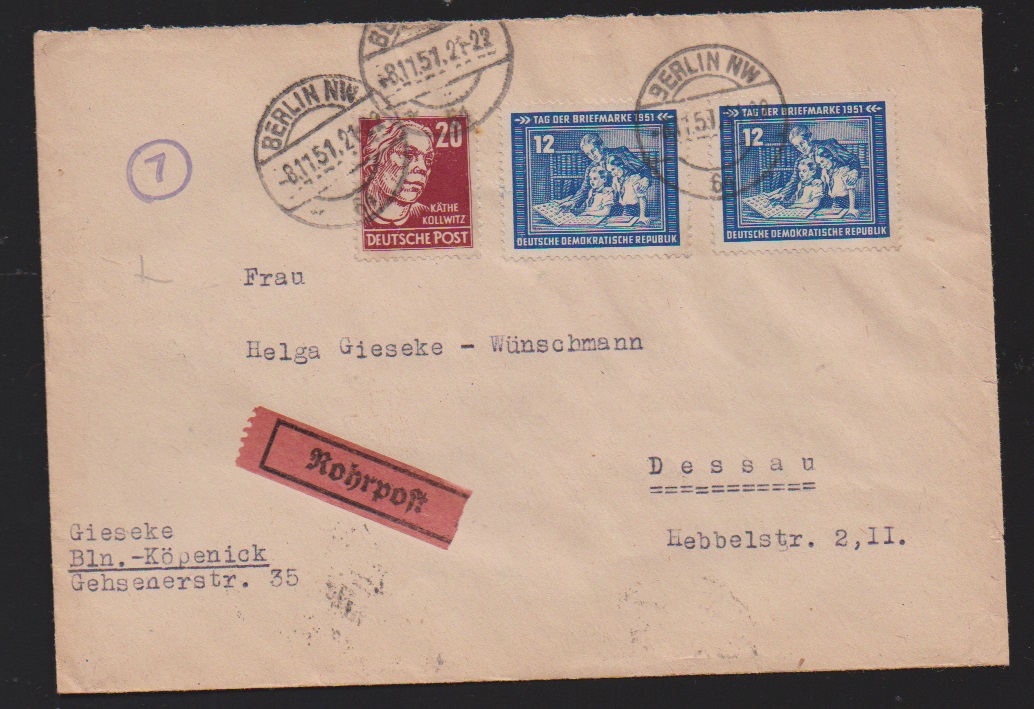 BERLIN NW
-8.11.51.21-22
BERLIN NW
7
20
KÄTHE
KOLLWITZ
DEUTSCHE POST
TAG DER BRIEFMARKE 1951
12
DEUTSCHE DEMOKRATISCHE REPUBLIK
TAG DER BRIEFMARKE 1951
12
DEUTSCHE DEMOKRATISCHE REPUBLIK
Frau
Helga Gieseke - Wünschmann
Rohrpost
Dessau
Hebbelstr. 2,II.
Gieseke
Bln.-Köpenick
Gehsenerstr. 35